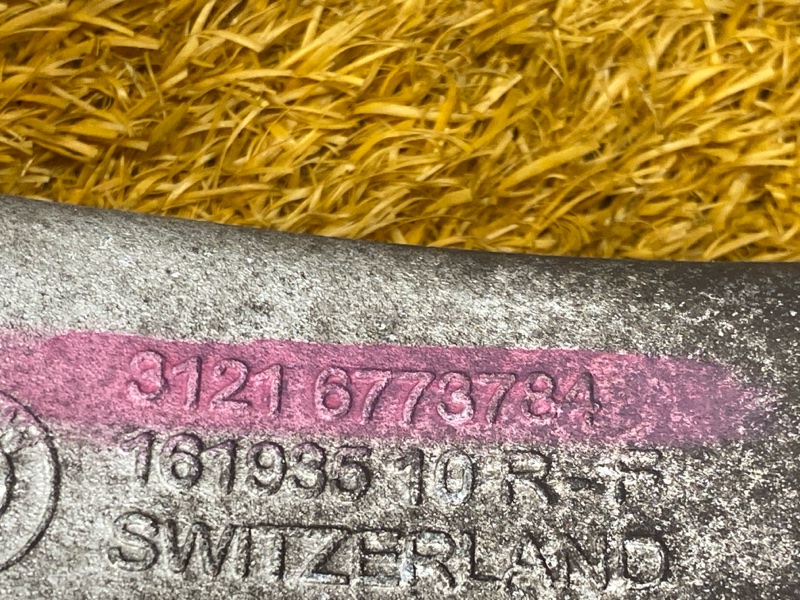 3121 6773784
161935 10 R-F
SWITZERLAND